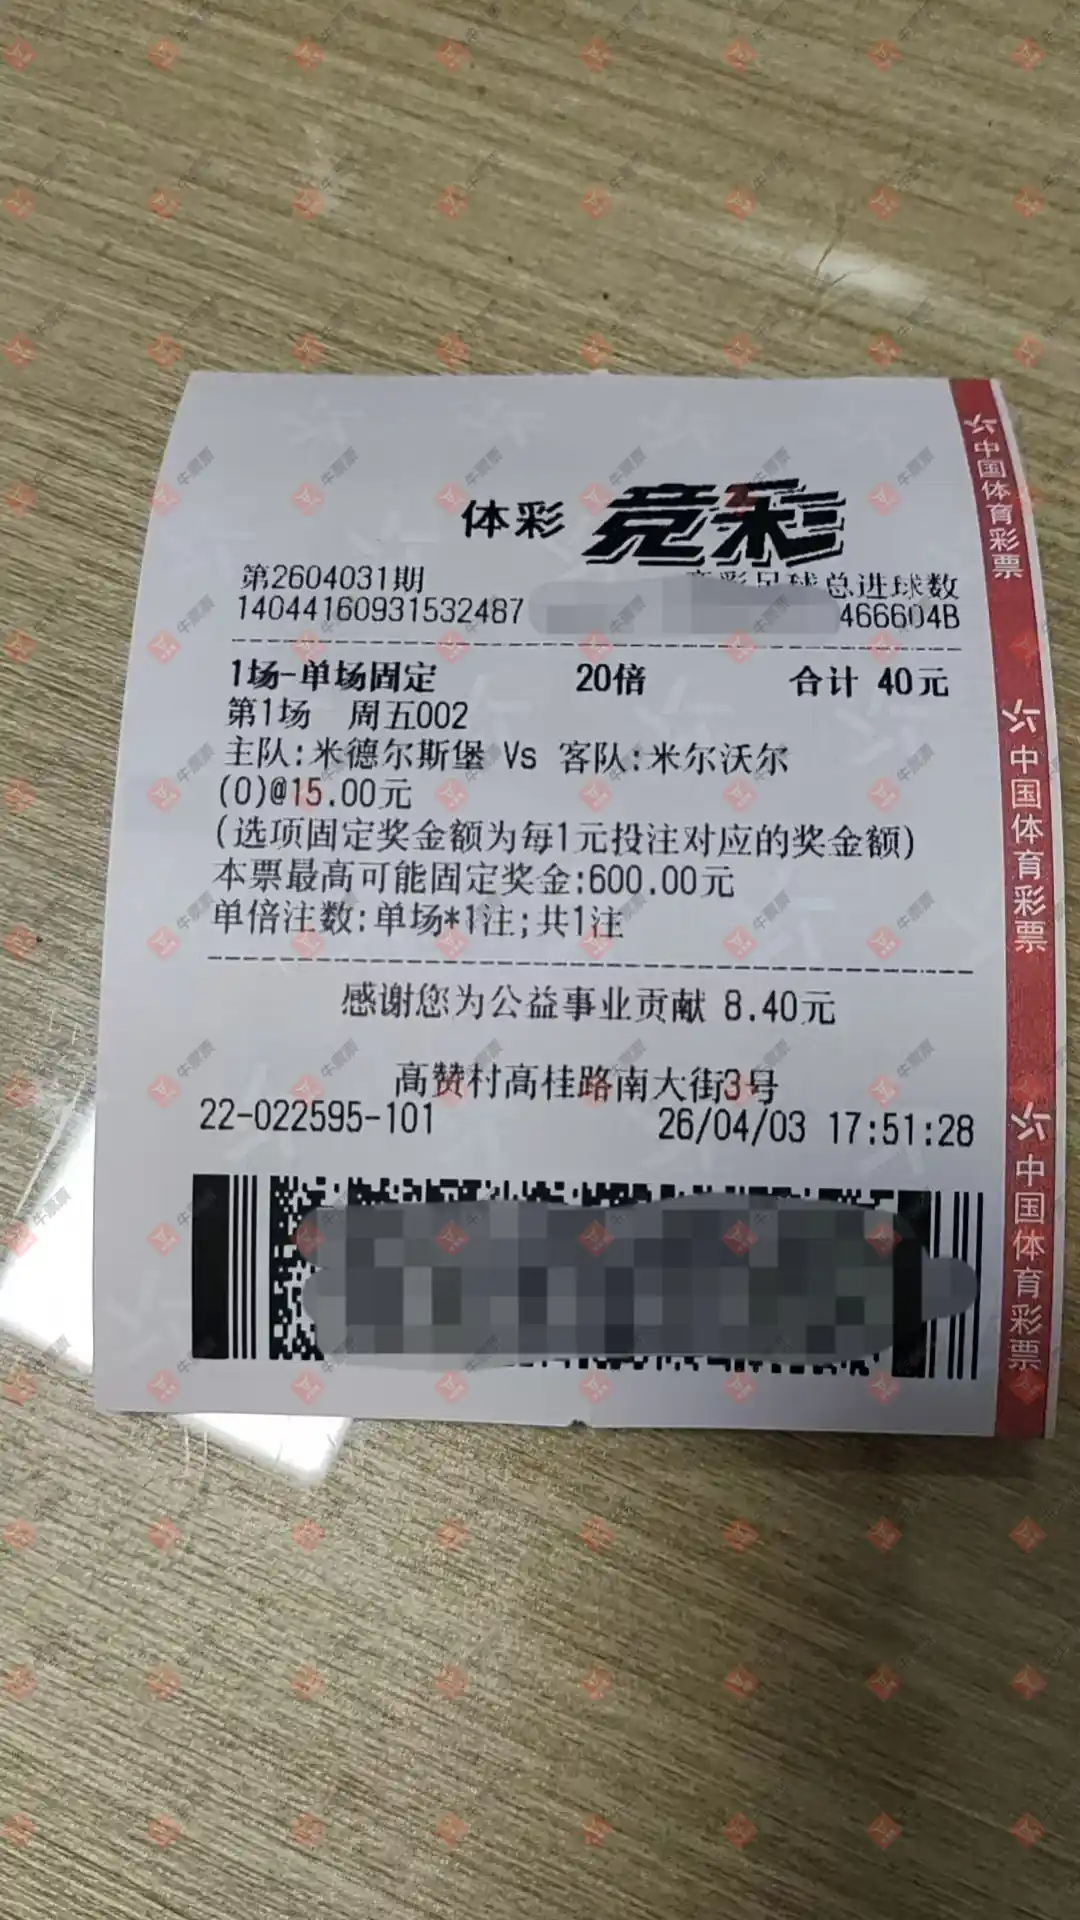 体彩 竞彩
第2604031期 竞彩足球总进球数
14044160931532487 466604B
1场-单场固定 20倍 合计 40元
第1场 周五002
主队:米德尔斯堡 Vs 客队:米尔沃尔
(0)@15.00元
(选项固定奖金额为每1元投注对应的奖金额)
本票最高可能固定奖金:600.00元
单倍注数:单场*1注;共1注
感谢您为公益事业贡献 8.40元
高赞村高桂路南大街3号
22-022595-101 26/04/03 17:51:28
中国体育彩票
中国体育彩票
中国体育彩票
牛票票